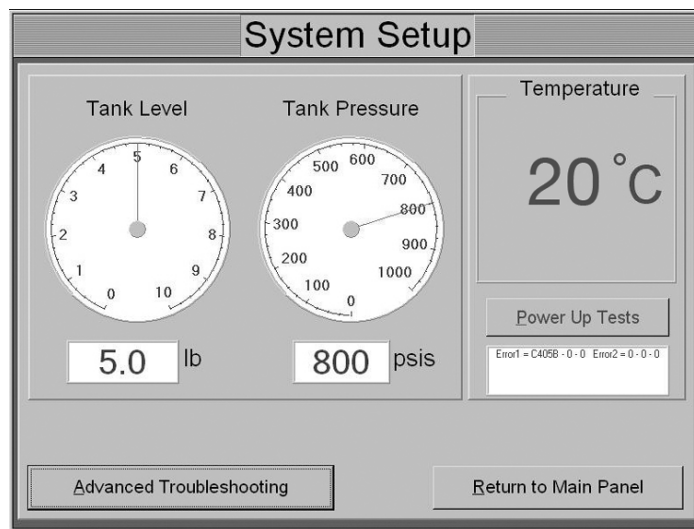 System Setup
Tank Level
0 1 2 3 4 5 6 7 8 9 10
5.0 lb
Tank Pressure
0 100 200 300 400 500 600 700 800 900 1000
800 psis
Temperature
20 °C
Power Up Tests
Error1 = C405B - 0 - 0 Error2 = 0 - 0 - 0
Advanced Troubleshooting
Return to Main Panel